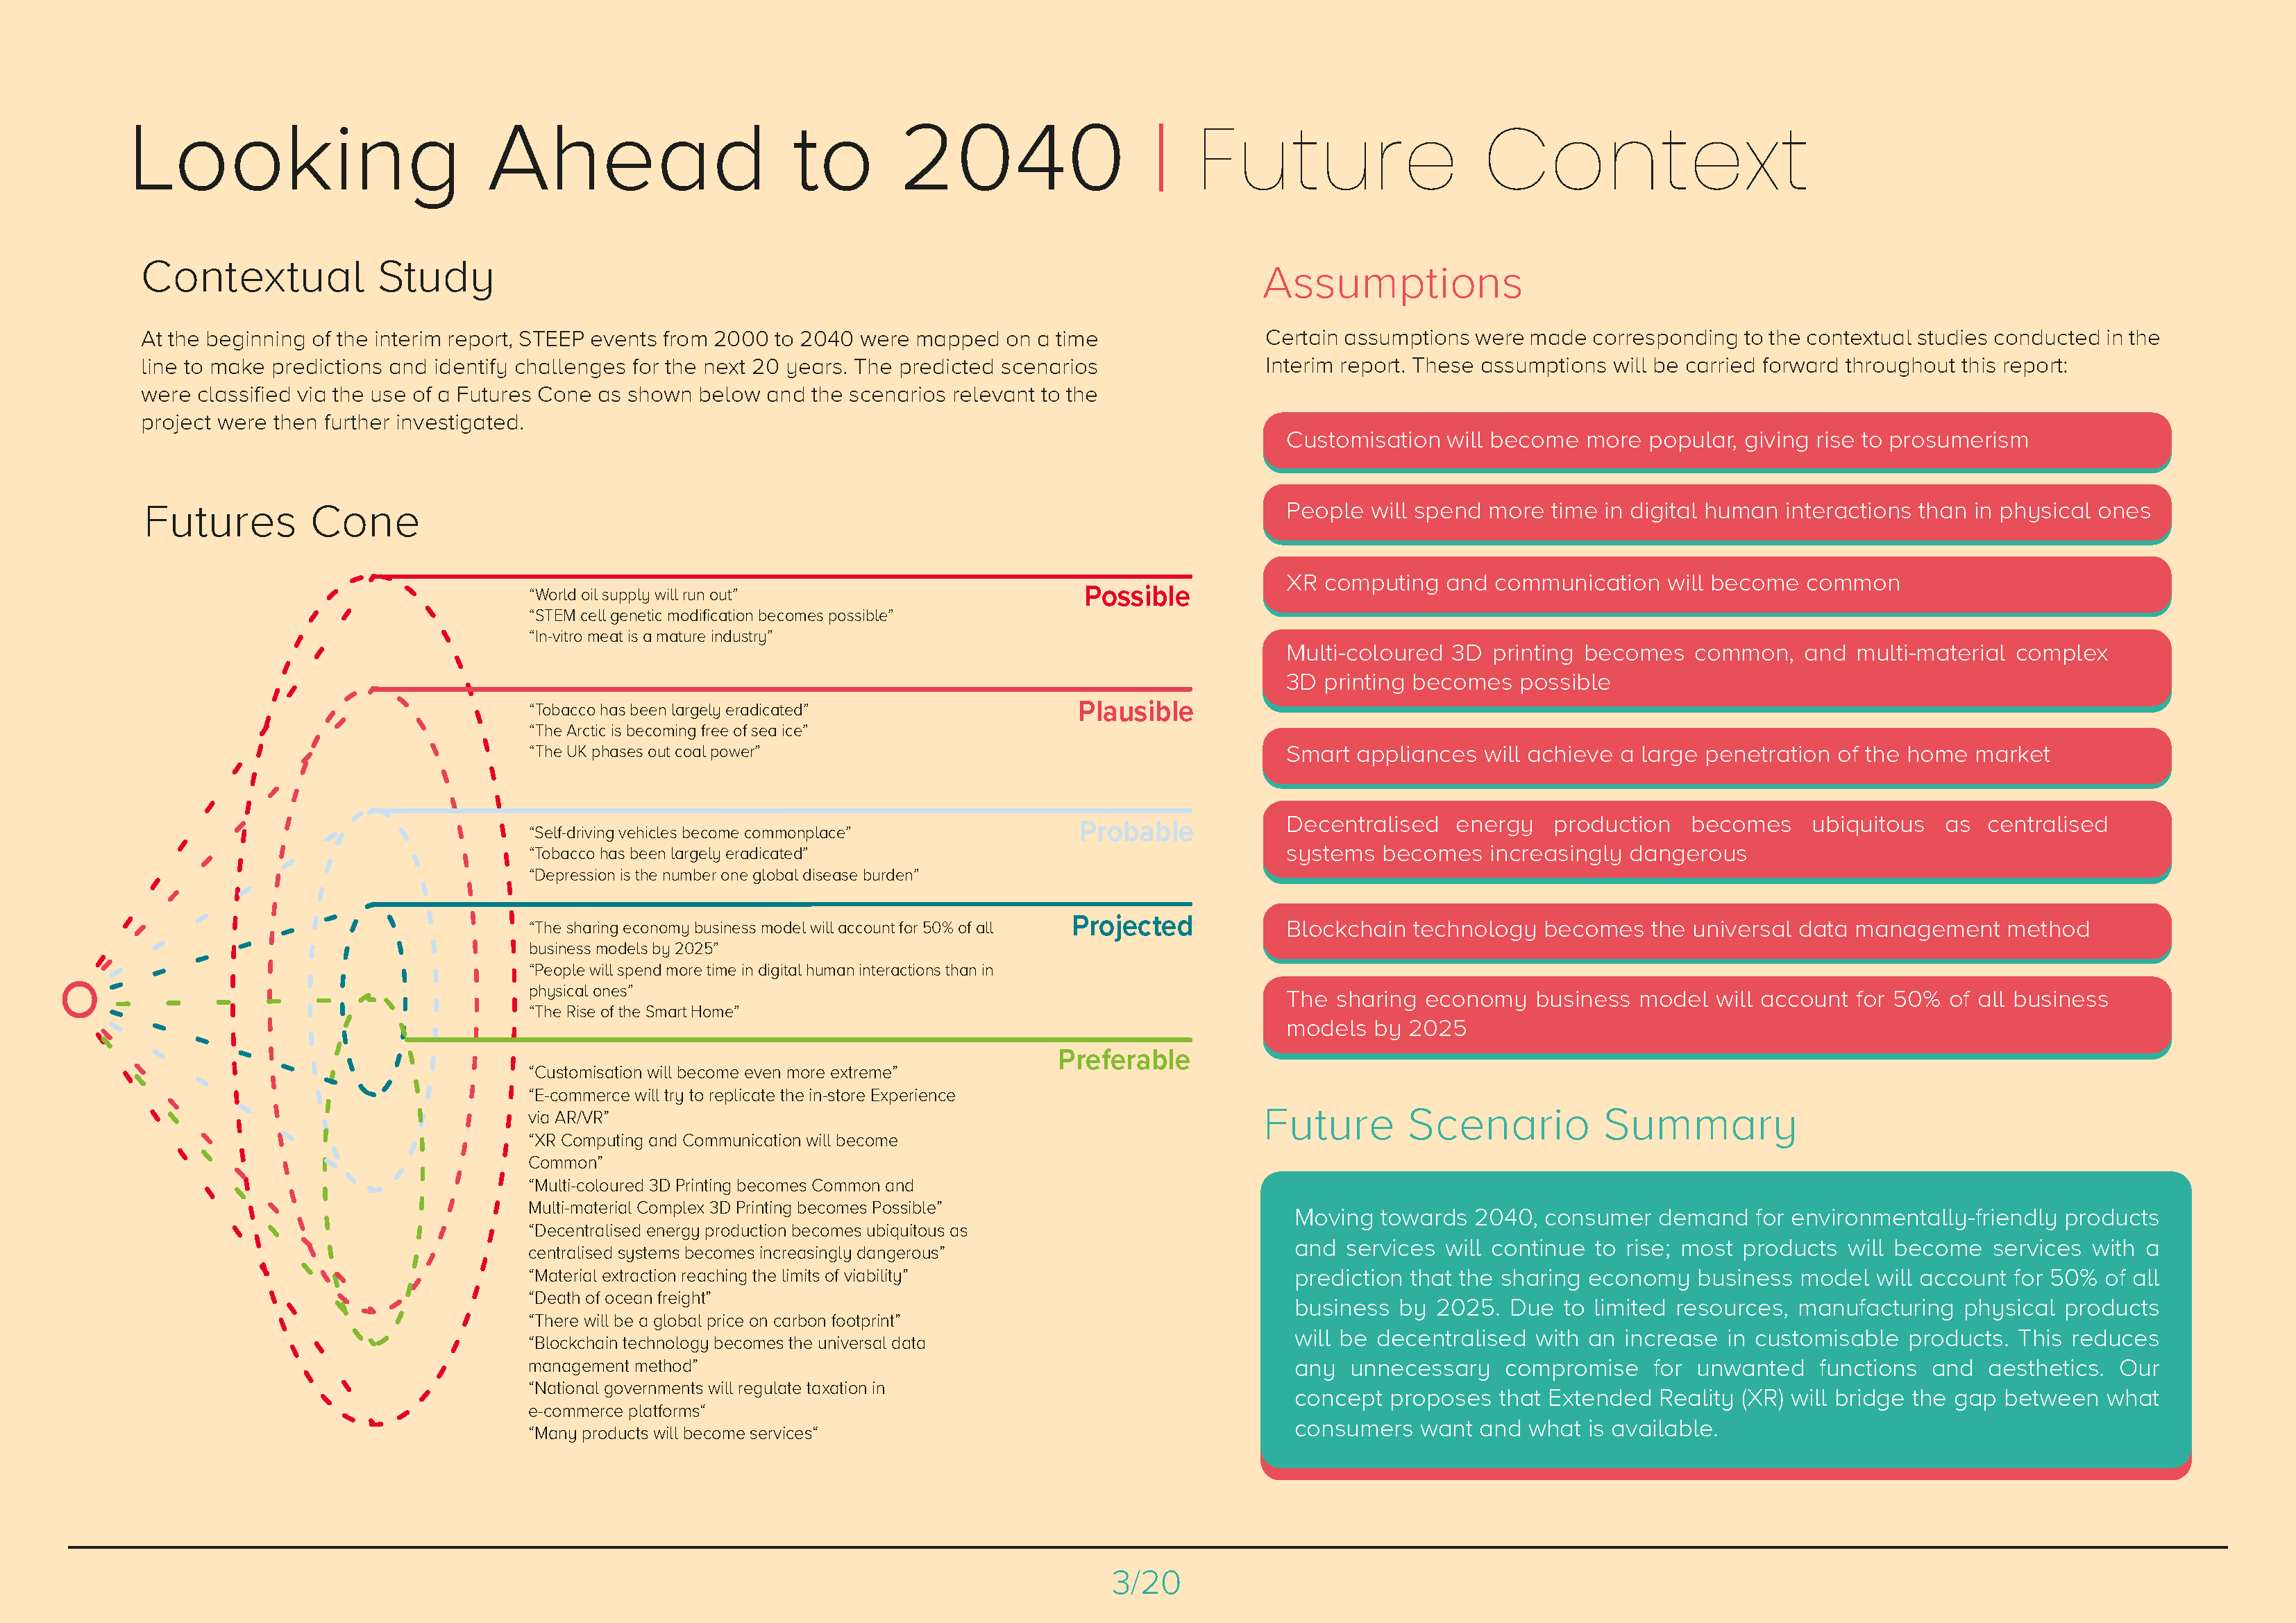 Looking Ahead to 2040 | Future Context
Contextual Study
At the beginning of the interim report, STEEP events from 2000 to 2040 were mapped on a time
line to make predictions and identify challenges for the next 20 years. The predicted scenarios
were classified via the use of a Futures Cone as shown below and the scenarios relevant to the
project were then further investigated.
Futures Cone
Possible
“World oil supply will run out”
“STEM cell genetic modification becomes possible”
“In-vitro meat is a mature industry”
Plausible
“Tobacco has been largely eradicated”
“The Arctic is becoming free of sea ice”
“The UK phases out coal power”
Probable
“Self-driving vehicles become commonplace”
“Tobacco has been largely eradicated”
“Depression is the number one global disease burden”
Projected
“The sharing economy business model will account for 50% of all
business models by 2025”
“People will spend more time in digital human interactions than in
physical ones”
“The Rise of the Smart Home”
Preferable
“Customisation will become even more extreme”
“E-commerce will try to replicate the in-store Experience
via AR/VR”
“XR Computing and Communication will become
Common”
“Multi-coloured 3D Printing becomes Common and
Multi-material Complex 3D Printing becomes Possible”
“Decentralised energy production becomes ubiquitous as
centralised systems becomes increasingly dangerous”
“Material extraction reaching the limits of viability”
“Death of ocean freight”
“There will be a global price on carbon footprint”
“Blockchain technology becomes the universal data
management method”
“National governments will regulate taxation in
e-commerce platforms“
“Many products will become services“
Assumptions
Certain assumptions were made corresponding to the contextual studies conducted in the
Interim report. These assumptions will be carried forward throughout this report:
Customisation will become more popular, giving rise to prosumerism
People will spend more time in digital human interactions than in physical ones
XR computing and communication will become common
Multi-coloured 3D printing becomes common, and multi-material complex
3D printing becomes possible
Smart appliances will achieve a large penetration of the home market
Decentralised energy production becomes ubiquitous as centralised
systems becomes increasingly dangerous
Blockchain technology becomes the universal data management method
The sharing economy business model will account for 50% of all business
models by 2025
Future Scenario Summary
Moving towards 2040, consumer demand for environmentally-friendly products
and services will continue to rise; most products will become services with a
prediction that the sharing economy business model will account for 50% of all
business by 2025. Due to limited resources, manufacturing physical products
will be decentralised with an increase in customisable products. This reduces
any unnecessary compromise for unwanted functions and aesthetics. Our
concept proposes that Extended Reality (XR) will bridge the gap between what
consumers want and what is available.
3/20